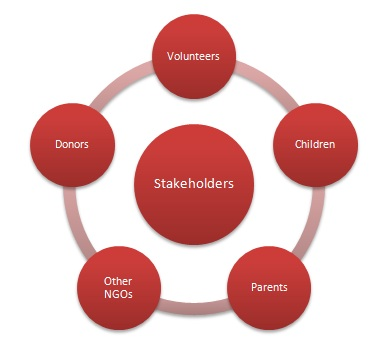 Volunteers
Donors
Children
Stakeholders
Other
NGOs
Parents